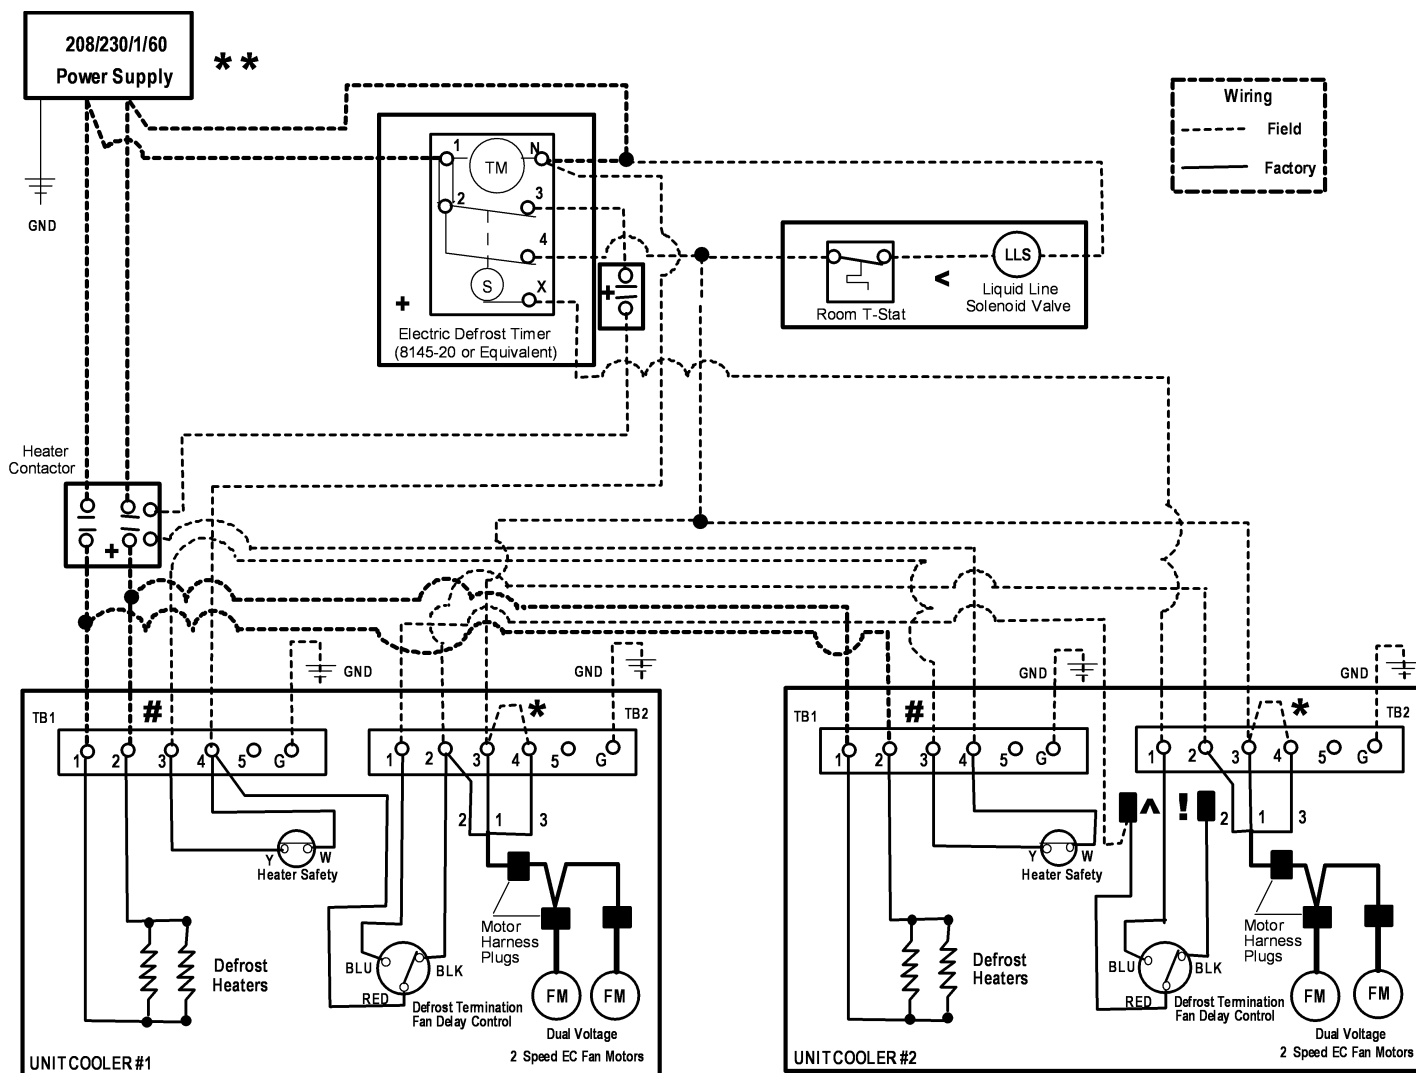 208/230/1/60
Power Supply
* *
GND
Wiring
Field
Factory
1
TM
N
2
3
4
S
X
+
Electric Defrost Timer
(8145-20 or Equivalent)
+
Room T-Stat
<
LLS
Liquid Line
Solenoid Valve
Heater
Contactor
+
GND
GND
GND
GND
TB1
#
*
TB2
1
2
3
4
5
G
1
2
3
4
5
G
2
1
3
Y
W
Heater Safety
Motor
Harness
Plugs
Defrost
Heaters
BLU
BLK
RED
Defrost Termination
Fan Delay Control
FM
FM
Dual Voltage
2 Speed EC Fan Motors
UNIT COOLER #1
TB1
#
*
TB2
1
2
3
4
5
G
1
2
3
4
5
G
^
!
2
1
3
Y
W
Heater Safety
Motor
Harness
Plugs
Defrost
Heaters
BLU
BLK
RED
Defrost Termination
Fan Delay Control
FM
FM
Dual Voltage
2 Speed EC Fan Motors
UNIT COOLER #2